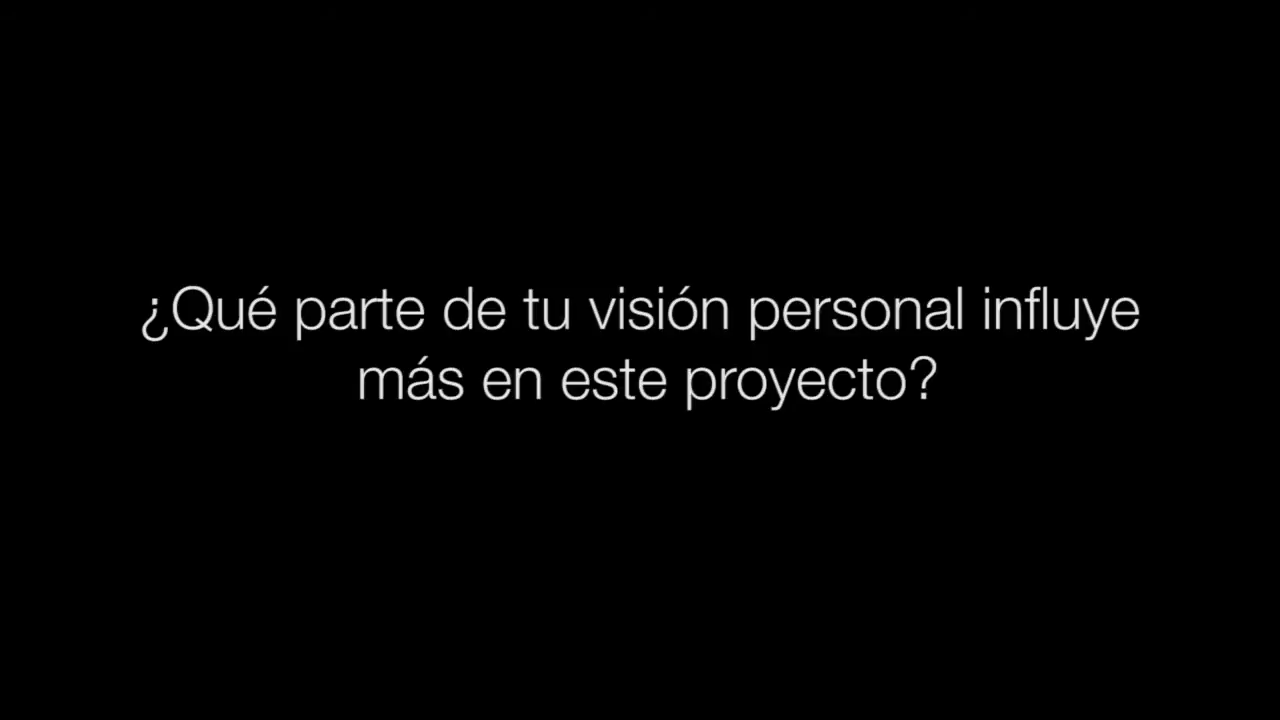 ¿Qué parte de tu visión personal influye
más en este proyecto?